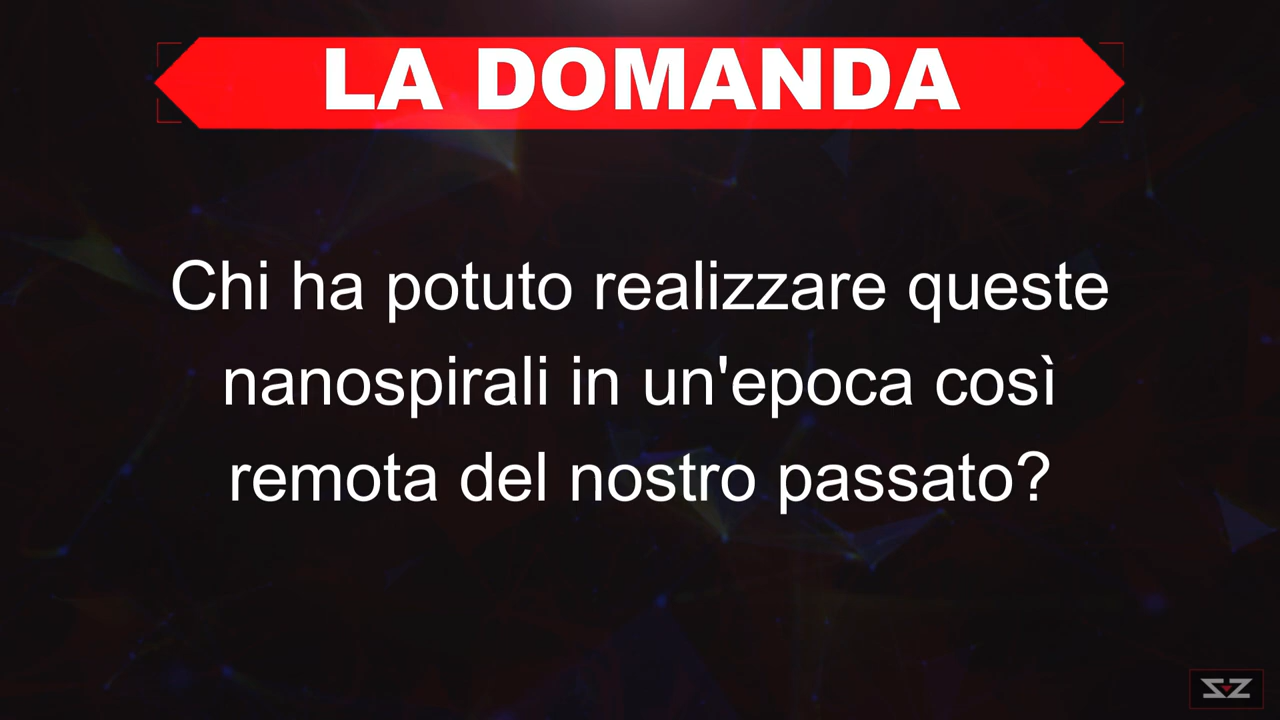 LA DOMANDA
Chi ha potuto realizzare queste
nanospirali in un'epoca così
remota del nostro passato?